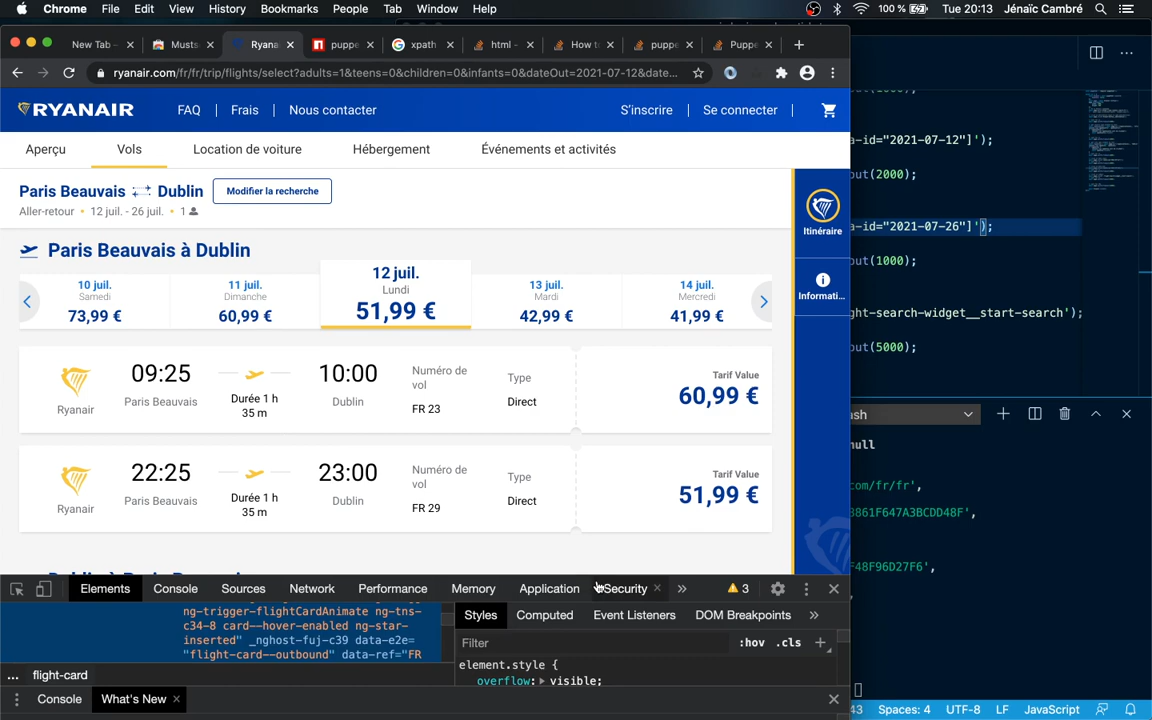 Chrome File Edit View History Bookmarks People Tab Window Help 100 % Tue 20:13 Jénaïc Cambré
New Tab - Musts Ryana puppe xpath html - How to puppe Puppe
ryanair.com/fr/fr/trip/flights/select?adults=1&teens=0&children=0&infants=0&dateOut=2021-07-12&date...
RYANAIR FAQ Frais Nous contacter S'inscrire Se connecter
Aperçu Vols Location de voiture Hébergement Événements et activités
Paris Beauvais Dublin Modifier la recherche
Aller-retour • 12 juil. - 26 juil. • 1
Itinéraire
Informati...
Paris Beauvais à Dublin
10 juil. 11 juil. 12 juil. 13 juil. 14 juil.
Samedi Dimanche Lundi Mardi Mercredi
73,99 € 60,99 € 51,99 € 42,99 € 41,99 €
09:25 10:00 Numéro de vol Type Tarif Value
Ryanair Paris Beauvais Durée 1 h 35 m Dublin FR 23 Direct 60,99 €
22:25 23:00 Numéro de vol Type Tarif Value
Ryanair Paris Beauvais Durée 1 h 35 m Dublin FR 29 Direct 51,99 €
Elements Console Sources Network Performance Memory Application Security » 3
ng-trigger-flightCardAnimate ng-tns-
c34-8 card--hover-enabled ng-star-
inserted" _nghost-fuj-c39 data-e2e=
"flight-card--outbound" data-ref="FR
... flight-card
Styles Computed Event Listeners DOM Breakpoints »
Filter :hov .cls +
element.style {
overflow: visible;
Console What's New
a-id="2021-07-12"]');
out(2000);
a-id="2021-07-26"]');
out(1000);
ght-search-widget__start-search');
out(5000);
ash
ull
com/fr/fr',
3861F647A3BCDD48F',
F48F96D27F6',
43 Spaces: 4 UTF-8 LF JavaScript